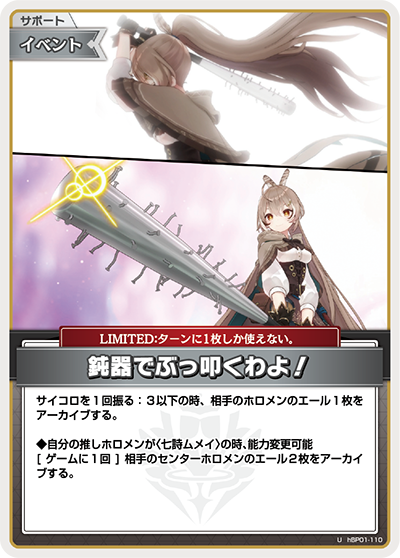 サポート
イベント
LIMITED:ターンに1枚しか使えない。
鈍器でぶっ叩くわよ!
サイコロを1回振る:3以下の時、相手のホロメンのエール1枚を
アーカイブする。
◆自分の推しホロメンが〈七詩ムメイ〉の時、能力変更可能
[ ゲームに1回 ] 相手のセンターホロメンのエール2枚をアーカイ
ブする。
U hBP01-110